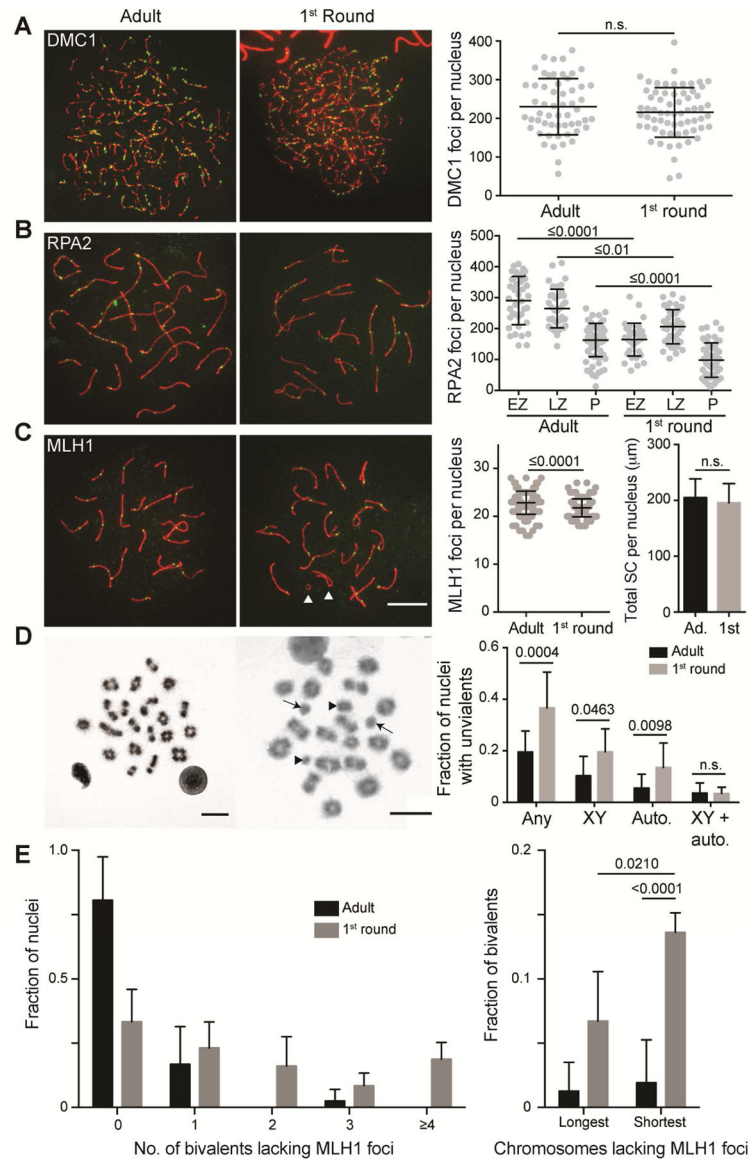 Adult
1st Round
A
DMC1
n.s.
DMC1 foci per nucleus
500
400
300
200
100
0
Adult
1st round
B
RPA2
≤0.0001
≤0.01
≤0.0001
RPA2 foci per nucleus
500
400
300
200
100
0
EZ LZ P EZ LZ P
Adult
1st round
C
MLH1
≤0.0001
MLH1 foci per nucleus
30
20
10
0
Adult 1st round
n.s.
Total SC per nucleus (µm)
300
200
100
0
Ad. 1st
D
Adult
1st round
Fraction of nuclei
with unvialents
0.6
0.4
0.2
0
0.0004
0.0463
0.0098
n.s.
Any XY Auto. XY +
auto.
E
Fraction of nuclei
1.0
0.5
0
Adult
1st round
0 1 2 3 ≥4
No. of bivalents lacking MLH1 foci
Fraction of bivalents
0.2
0.1
0
0.0210
<0.0001
Longest Shortest
Chromosomes lacking MLH1 foci